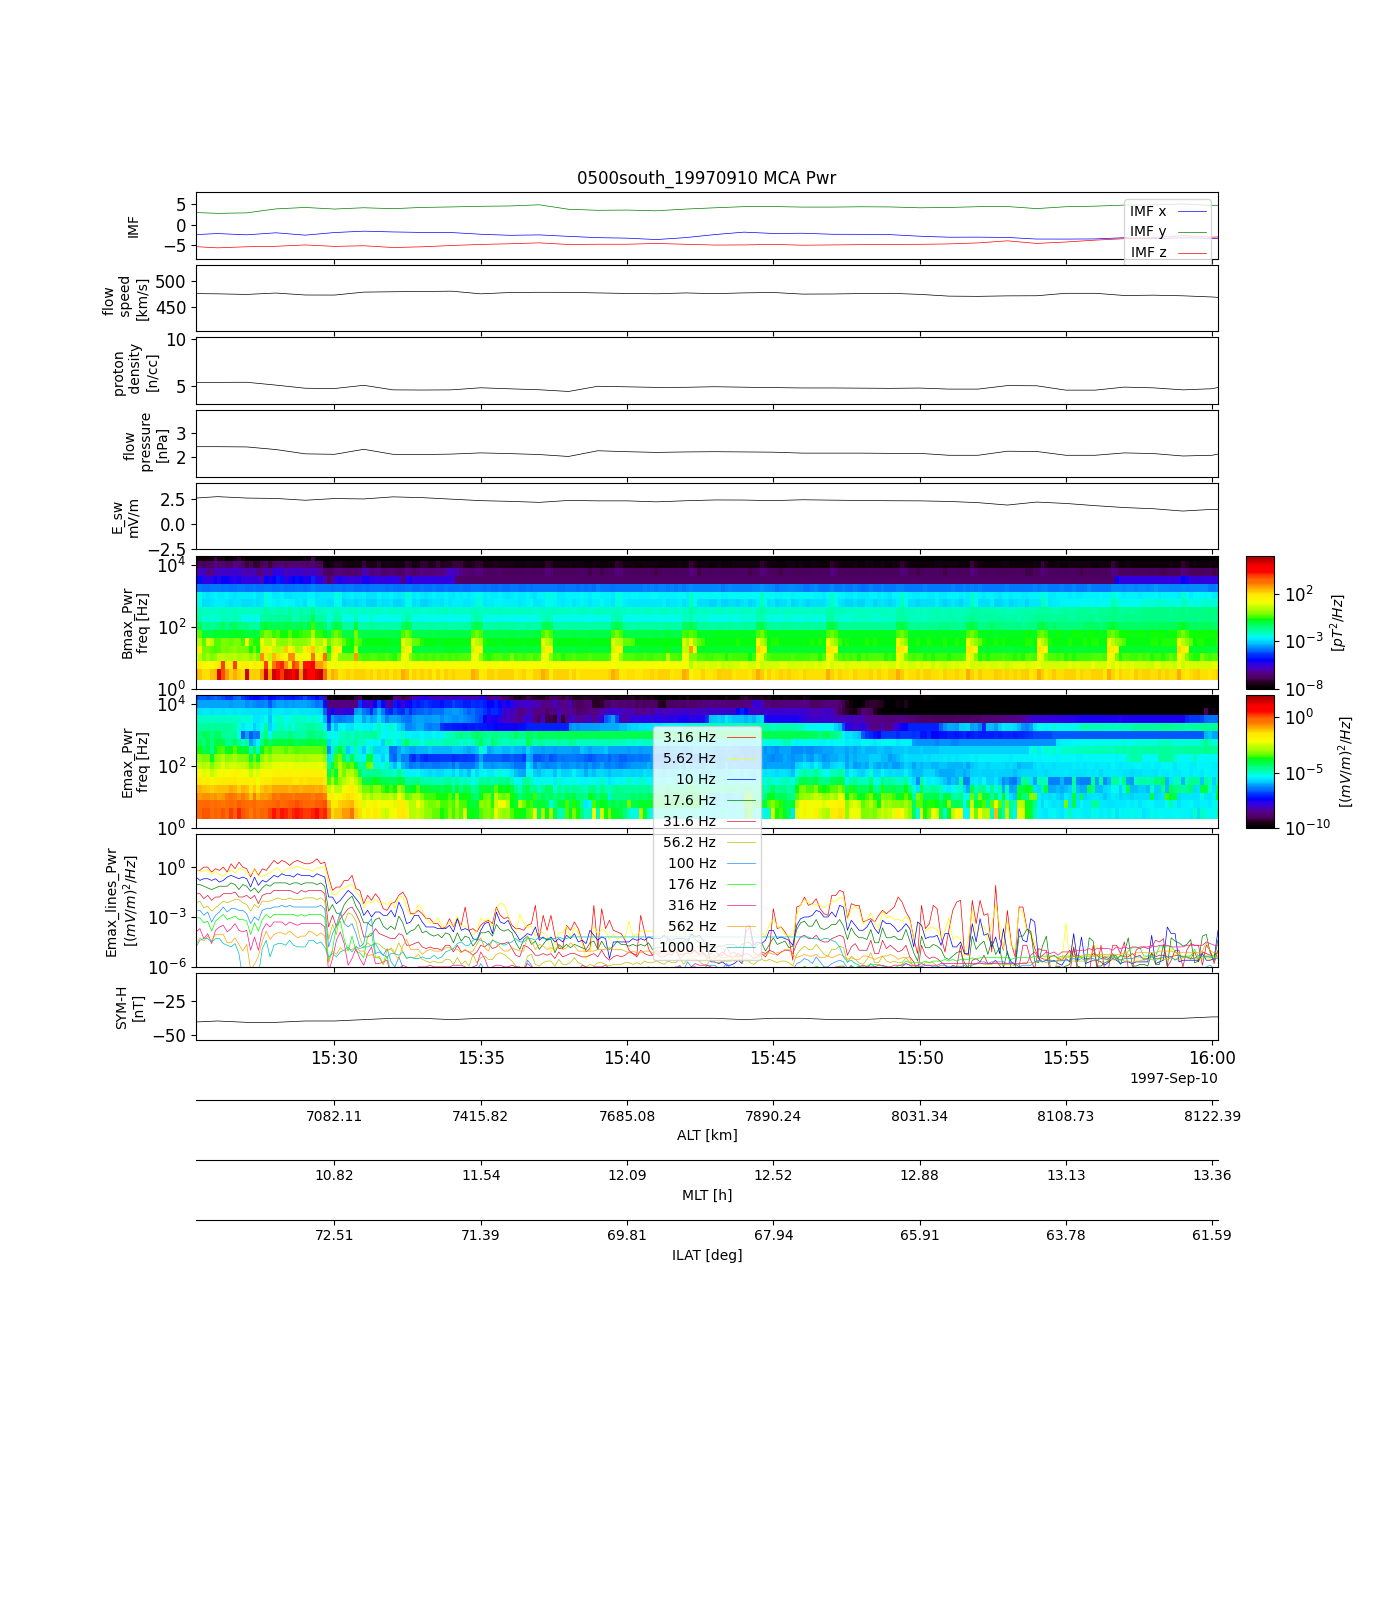 0500south_19970910 MCA Pwr
5
0
−5
IMF
IMF x
IMF y
IMF z
500
450
flow
speed
[km/s]
10
5
proton
density
[n/cc]
3
2
flow
pressure
[nPa]
2.5
0.0
−2.5
E_sw
mV/m
10^4
10^2
10^0
Bmax_Pwr
freq [Hz]
10^2
10^-3
10^-8
[pT^2/Hz]
10^4
10^2
10^0
Emax_Pwr
freq [Hz]
10^0
10^-5
10^-10
[(mV/m)^2/Hz]
3.16 Hz
5.62 Hz
10 Hz
17.6 Hz
31.6 Hz
56.2 Hz
100 Hz
176 Hz
316 Hz
562 Hz
1000 Hz
10^0
10^-3
10^-6
Emax_lines_Pwr
[(mV/m)^2/Hz]
−25
−50
SYM-H
[nT]
15:30 15:35 15:40 15:45 15:50 15:55 16:00
1997-Sep-10
7082.11 7415.82 7685.08 7890.24 8031.34 8108.73 8122.39
ALT [km]
10.82 11.54 12.09 12.52 12.88 13.13 13.36
MLT [h]
72.51 71.39 69.81 67.94 65.91 63.78 61.59
ILAT [deg]